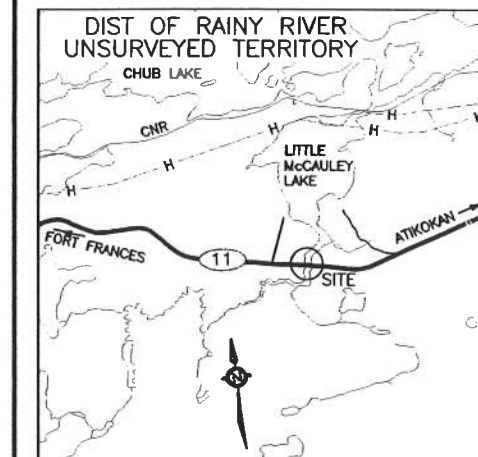 DIST OF RAINY RIVER
UNSURVEYED TERRITORY
CHUB LAKE
CNR
H
H
H
H
H
LITTLE
McCAULEY
LAKE
ATIKOKAN
FORT FRANCES
11
SITE
N